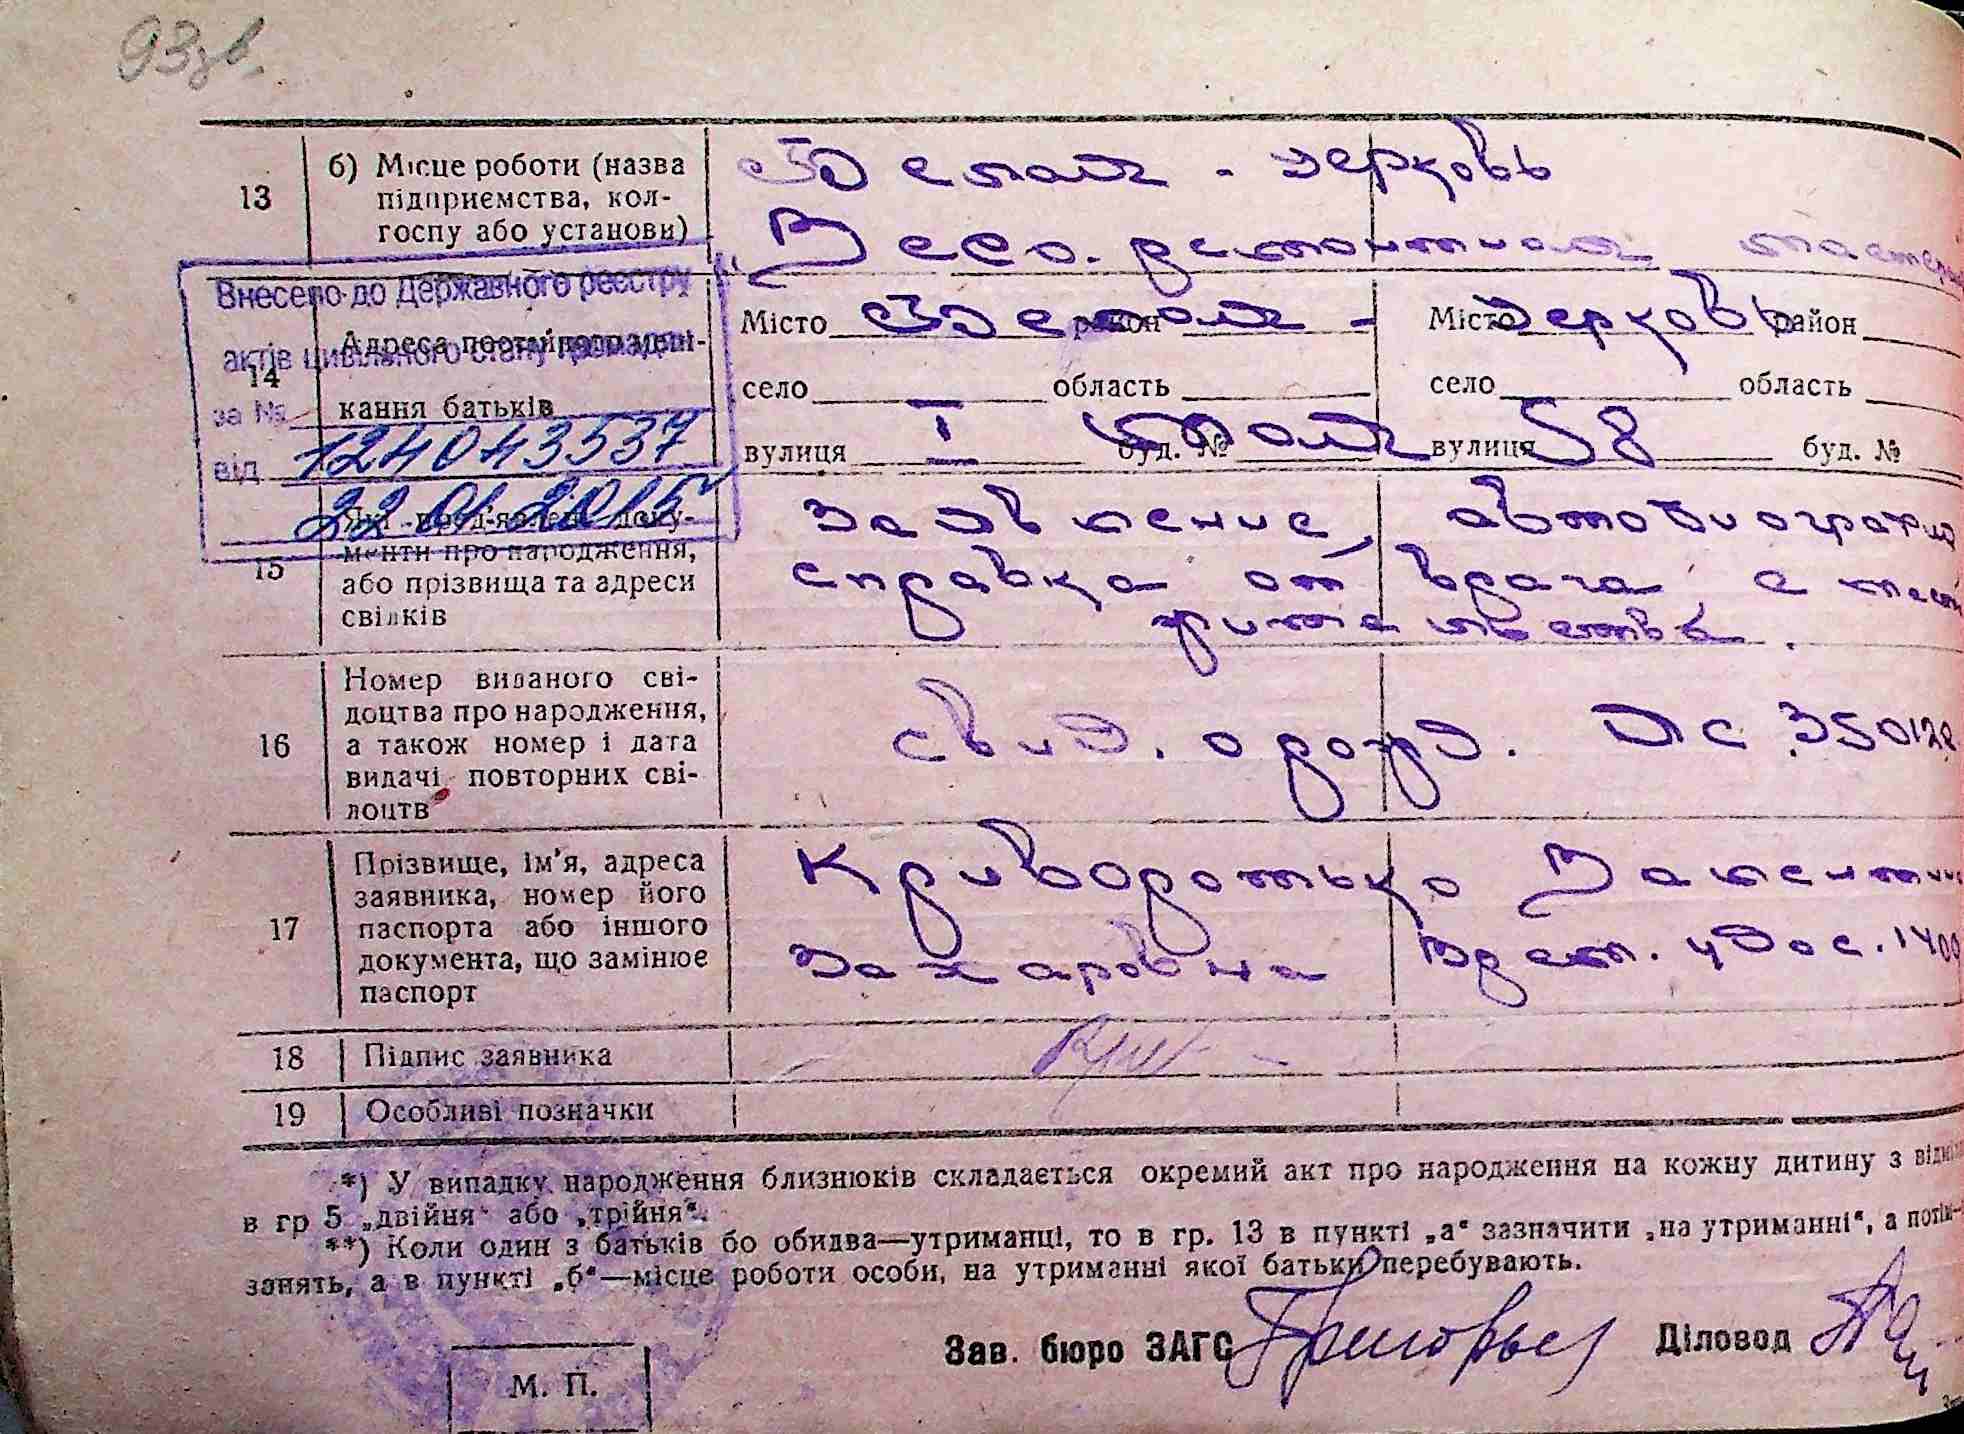 93зв.
13 б) Місце роботи (назва
підприємства, кол-
госпу або установи)
церковь
Весо. ремонтная
Внесено до Державного реєстру
актів цивільного стану громадян
за № 124043537
від 22 01 2015
14 Адреса постійного
кання батьків
Місто район Місто церковь район
село область село область
вулиця I буд. № вулиця 58 буд. №
15 Які пред'явлені доку-
менти про народження,
або прізвища та адреси
свідків
Заявление, автобиография
справка от врача, с места
жительства.
16 Номер виданого сві-
доцтва про народження,
а також номер і дата
видачі повторних сві-
доцтв
свид. о рожд. 350128
17 Прізвище, ім'я, адреса
заявника, номер його
паспорта або іншого
документа, що замінює
паспорт
Криворотько Валентина
Захаровна
18 Підпис заявника
19 Особливі позначки
*) У випадку народження близнюків складається окремий акт про народження на кожну дитину з
в гр 5 „двійня“ або „трійня“.
**) Коли один з батьків бо обидва—утриманці, то в гр. 13 в пункті „а“ зазначити „на утриманні“, а
занять, а в пункті „б“—місце роботи особи, на утриманні якої батьки перебувають.
Зав. бюро ЗАГС Діловод
М. П.